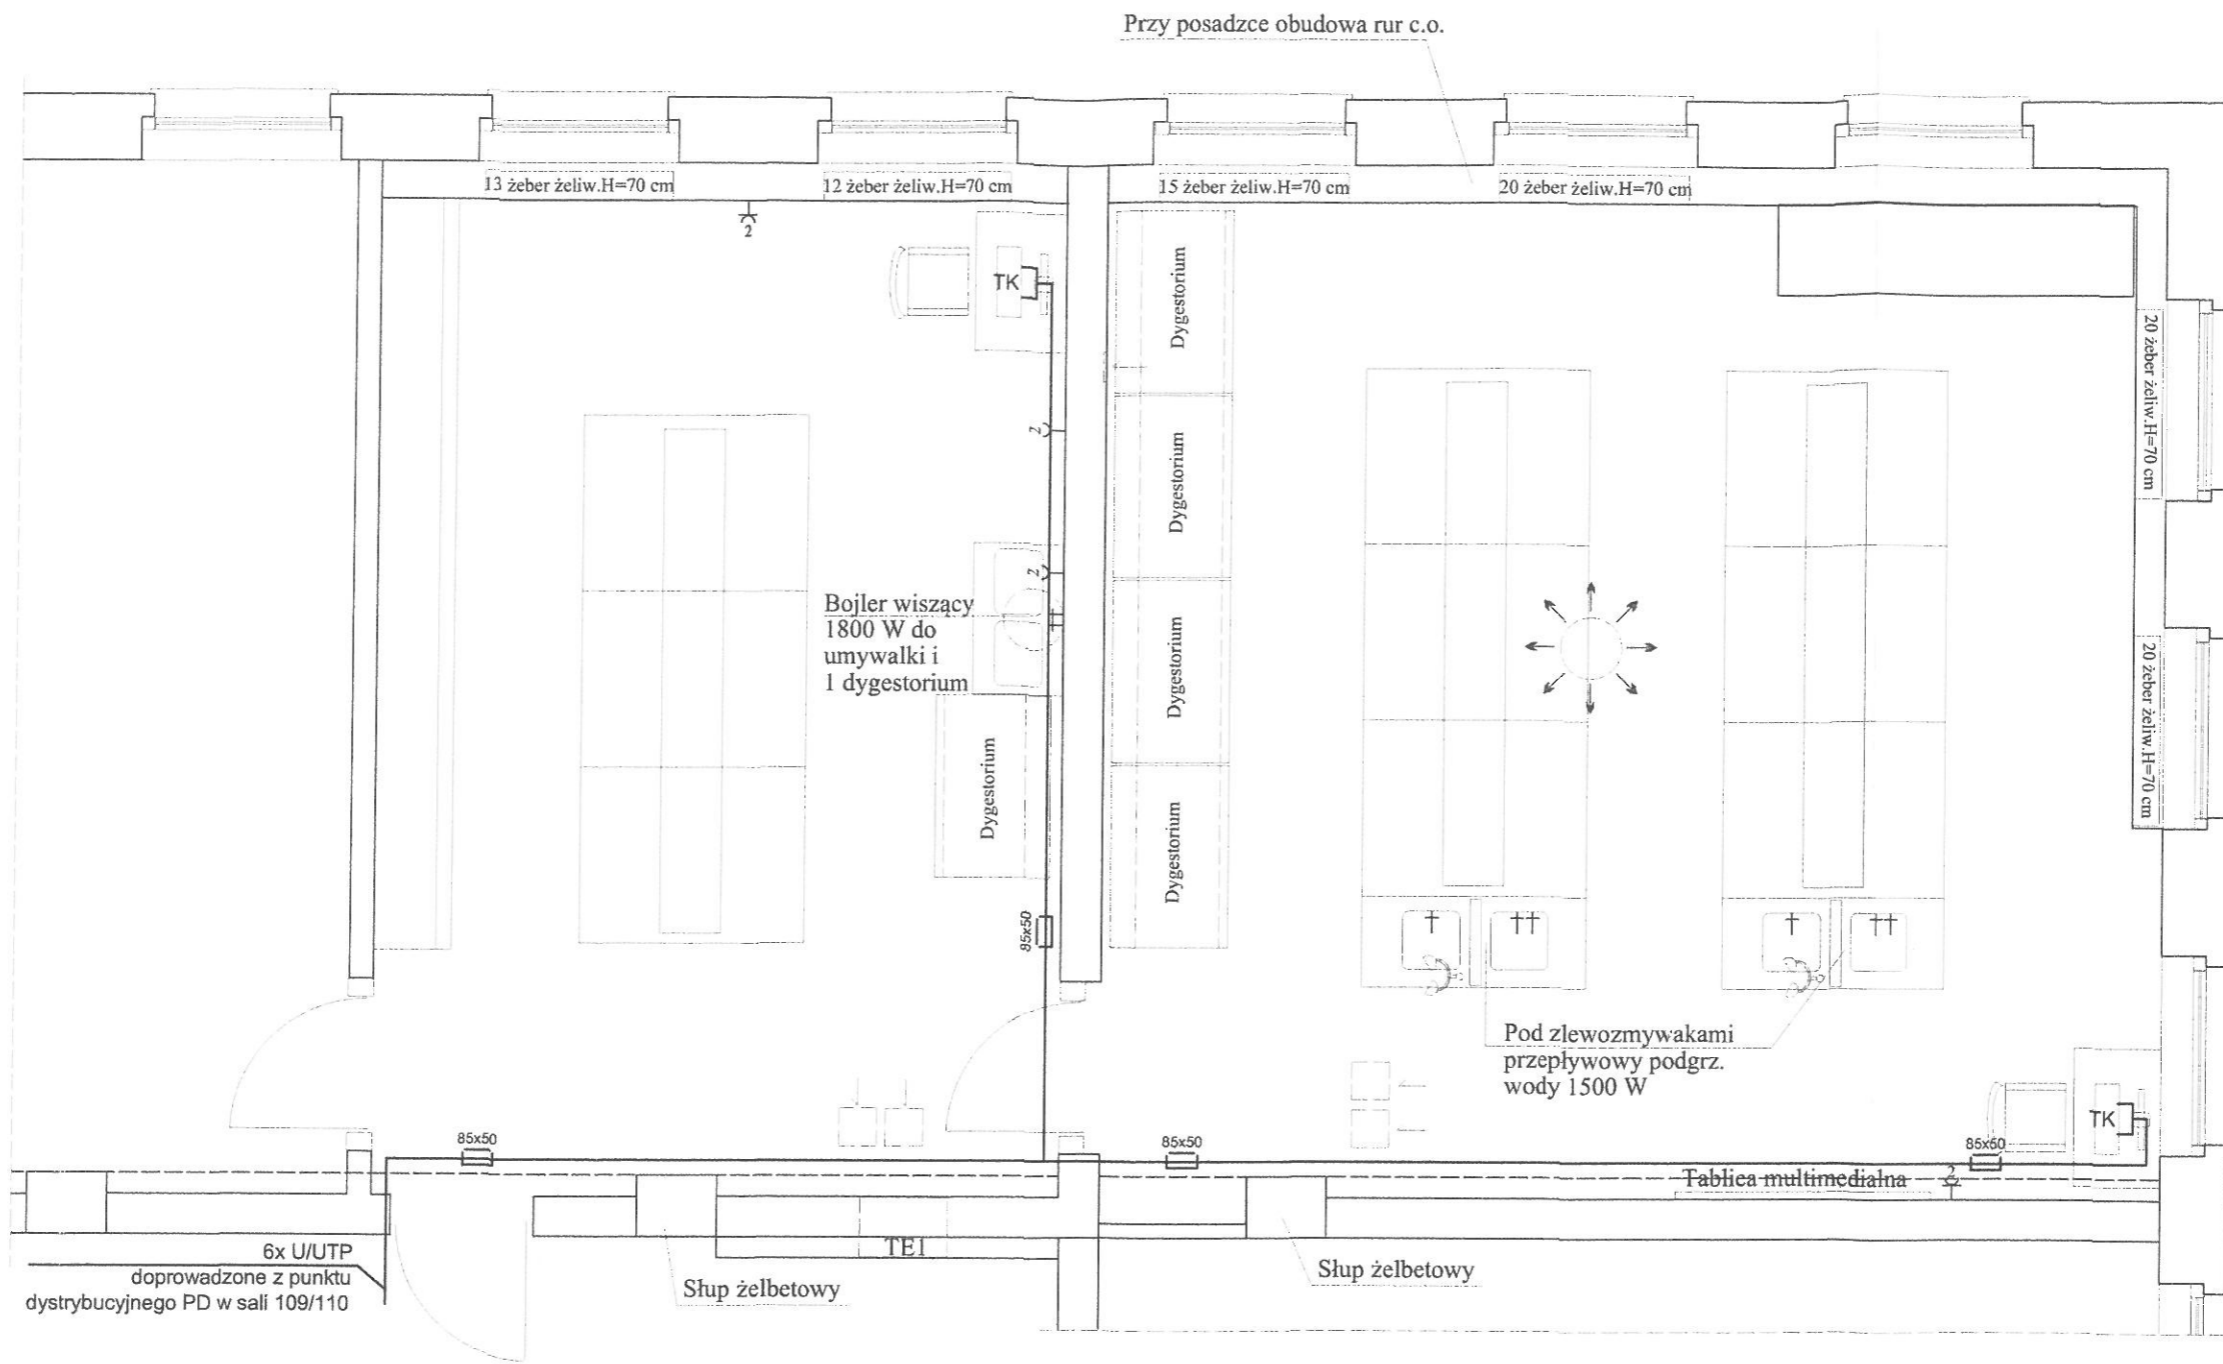 Przy posadzce obudowa rur c.o.
13 żeber żeliw.H=70 cm
12 żeber żeliw.H=70 cm
15 żeber żeliw.H=70 cm
20 żeber żeliw.H=70 cm
2
TK
Dygestorium
20 żeber żeliw.H=70 cm
2
Dygestorium
2
Bojler wiszący
1800 W do
umywalki i
1 dygestorium
Dygestorium
20 żeber żeliw.H=70 cm
Dygestorium
Dygestorium
85x50
Pod zlewozmywakami
przepływowy podgrz.
wody 1500 W
TK
85x50
85x50
85x50
Tablica multimedialna
2
6x U/UTP
doprowadzone z punktu
dystrybucyjnego PD w sali 109/110
TE1
Słup żelbetowy
Słup żelbetowy